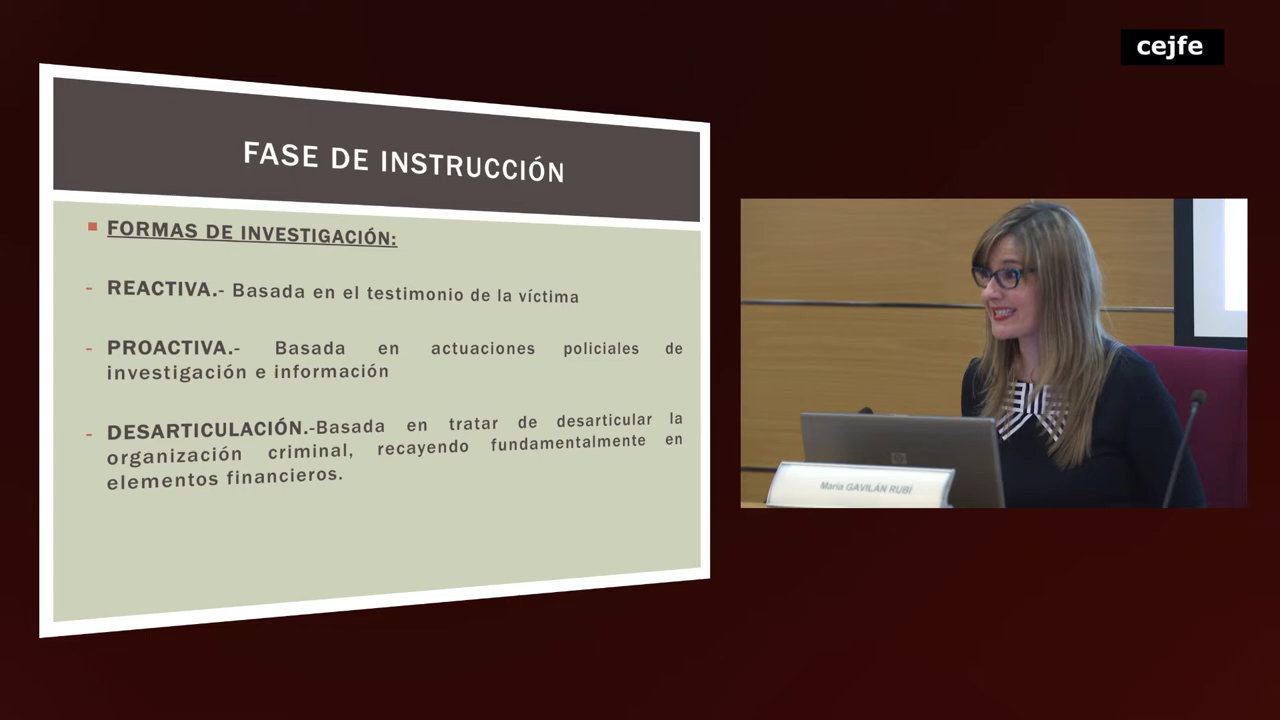 cejfe
FASE DE INSTRUCCIÓN
FORMAS DE INVESTIGACIÓN:
- REACTIVA.- Basada en el testimonio de la víctima
- PROACTIVA.- Basada en actuaciones policiales de
investigación e información
- DESARTICULACIÓN.-Basada en tratar de desarticular la
organización criminal, recayendo fundamentalmente en
elementos financieros.
María GAVILÁN RUBÍ
hp